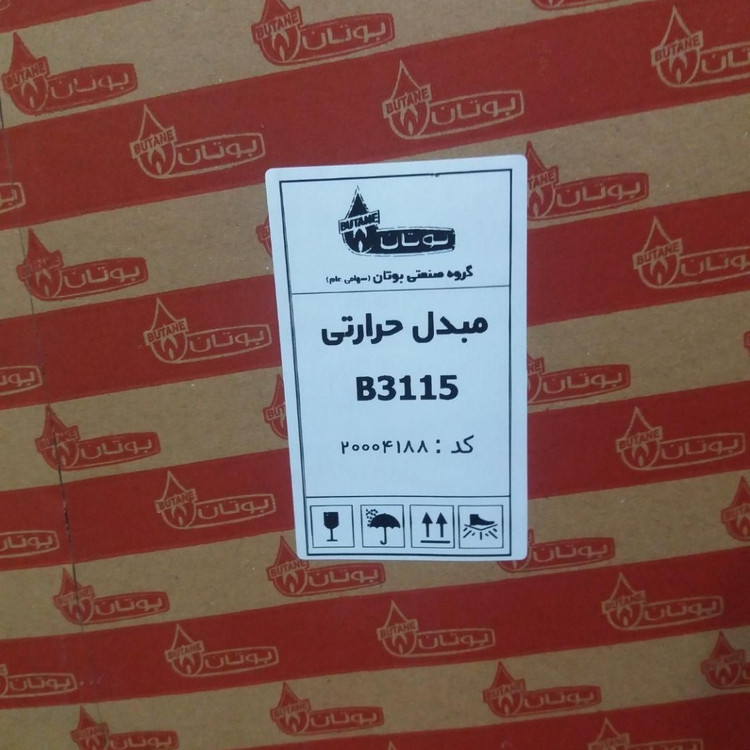 BUTANE
بوتان
گروه صنعتی بوتان (سهامی عام)
مبدل حرارتی
B3115
کد : ۲۰۰۰۴۱۸۸